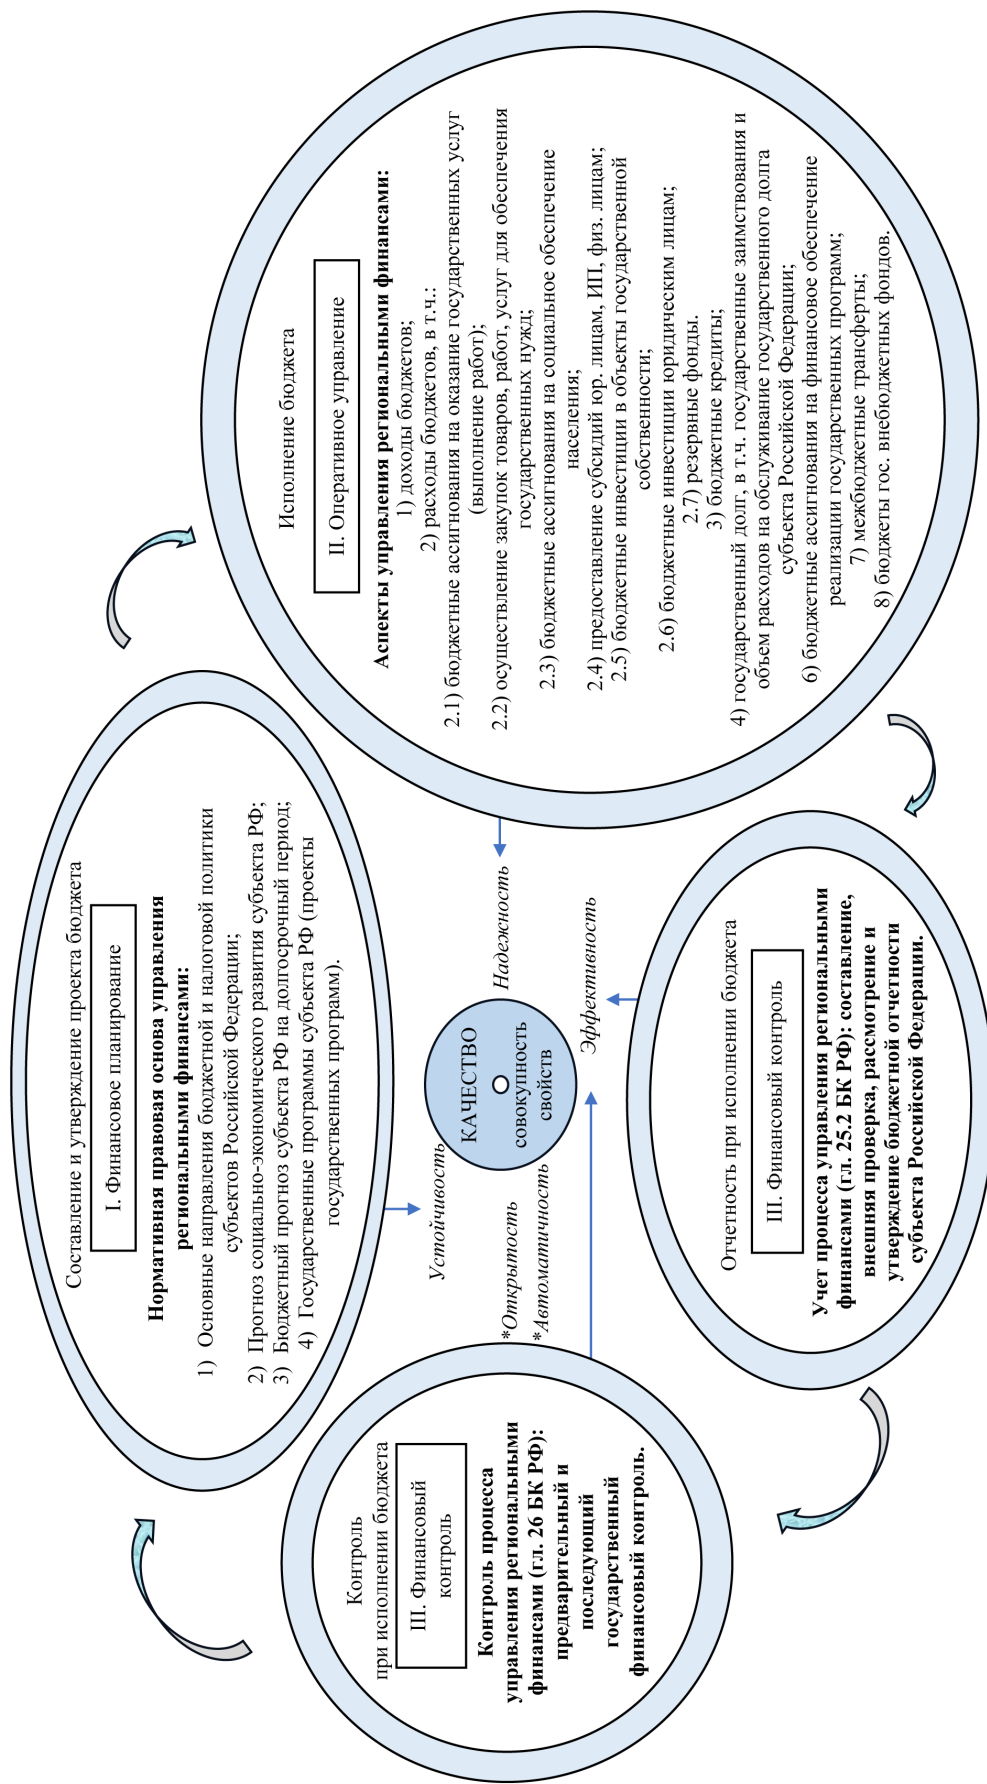 Составление и утверждение проекта бюджета
I. Финансовое планирование
Нормативная правовая основа управления
региональными финансами:
1) Основные направления бюджетной и налоговой политики
субъектов Российской Федерации;
2) Прогноз социально-экономического развития субъекта РФ;
3) Бюджетный прогноз субъекта РФ на долгосрочный период;
4) Государственные программы субъекта РФ (проекты
государственных программ).
Исполнение бюджета
II. Оперативное управление
Аспекты управления региональными финансами:
1) доходы бюджетов;
2) расходы бюджетов, в т.ч.:
2.1) бюджетные ассигнования на оказание государственных услуг
(выполнение работ);
2.2) осуществление закупок товаров, работ, услуг для обеспечения
государственных нужд;
2.3) бюджетные ассигнования на социальное обеспечение
населения;
2.4) предоставление субсидий юр. лицам, ИП, физ. лицам;
2.5) бюджетные инвестиции в объекты государственной
собственности;
2.6) бюджетные инвестиции юридическим лицам;
2.7) резервные фонды.
3) бюджетные кредиты;
4) государственный долг, в т.ч. государственные заимствования и
объем расходов на обслуживание государственного долга
субъекта Российской Федерации;
6) бюджетные ассигнования на финансовое обеспечение
реализации государственных программ;
7) межбюджетные трансферты;
8) бюджеты гос. внебюджетных фондов.
Контроль
при исполнении бюджета
III. Финансовый
контроль
Контроль процесса
управления региональными
финансами (гл. 26 БК РФ):
предварительный и
последующий
государственный
финансовый контроль.
Устойчивость
*Открытость
*Автоматичность
КАЧЕСТВО
совокупность
свойств
Надежность
Эффективность
Отчетность при исполнении бюджета
III. Финансовый контроль
Учет процесса управления региональными
финансами (гл. 25.2 БК РФ): составление,
внешняя проверка, рассмотрение и
утверждение бюджетной отчетности
субъекта Российской Федерации.